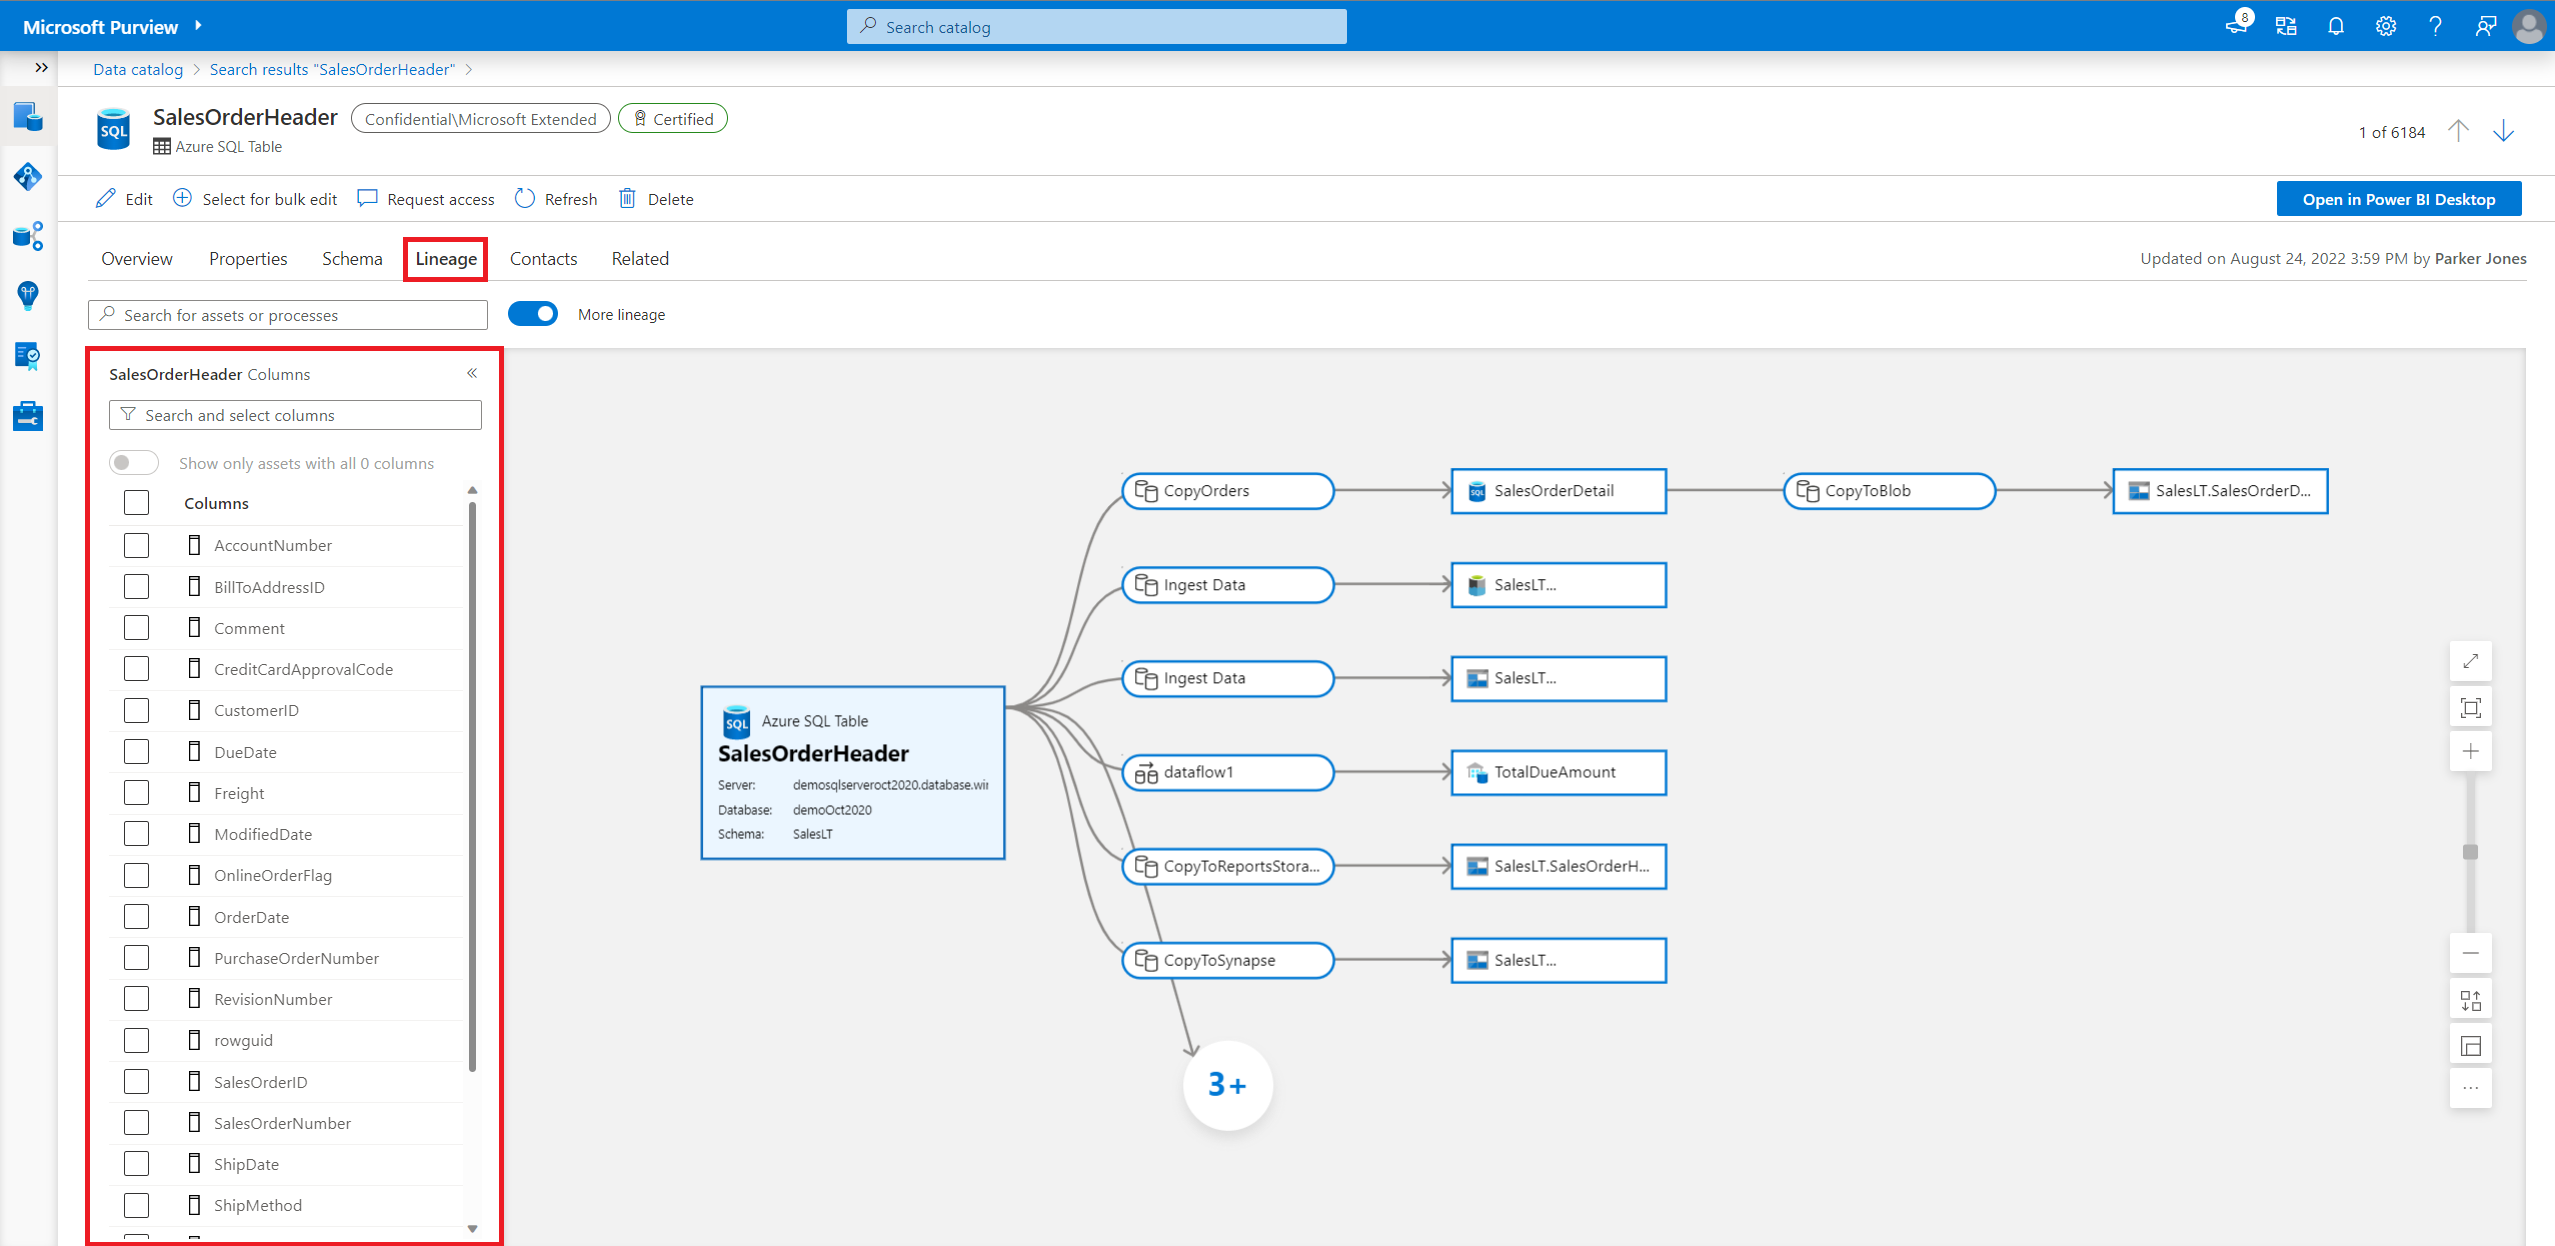 Microsoft Purview
Search catalog
8
Data catalog
Search results "SalesOrderHeader"
SQL
SalesOrderHeader
Confidential\Microsoft Extended
Certified
Azure SQL Table
1 of 6184
Edit
Select for bulk edit
Request access
Refresh
Delete
Open in Power BI Desktop
Overview
Properties
Schema
Lineage
Contacts
Related
Updated on August 24, 2022 3:59 PM by Parker Jones
Search for assets or processes
More lineage
SalesOrderHeader Columns
Search and select columns
Show only assets with all 0 columns
Columns
AccountNumber
BillToAddressID
Comment
CreditCardApprovalCode
CustomerID
DueDate
Freight
ModifiedDate
OnlineOrderFlag
OrderDate
PurchaseOrderNumber
RevisionNumber
rowguid
SalesOrderID
SalesOrderNumber
ShipDate
ShipMethod
SQL
Azure SQL Table
SalesOrderHeader
Server: demosqlserveroct2020.database.wir
Database: demoOct2020
Schema: SalesLT
CopyOrders
SQL
SalesOrderDetail
CopyToBlob
SalesLT.SalesOrderD...
Ingest Data
SalesLT...
Ingest Data
SalesLT...
dataflow1
TotalDueAmount
CopyToReportsStora...
SalesLT.SalesOrderH...
CopyToSynapse
SalesLT...
3+